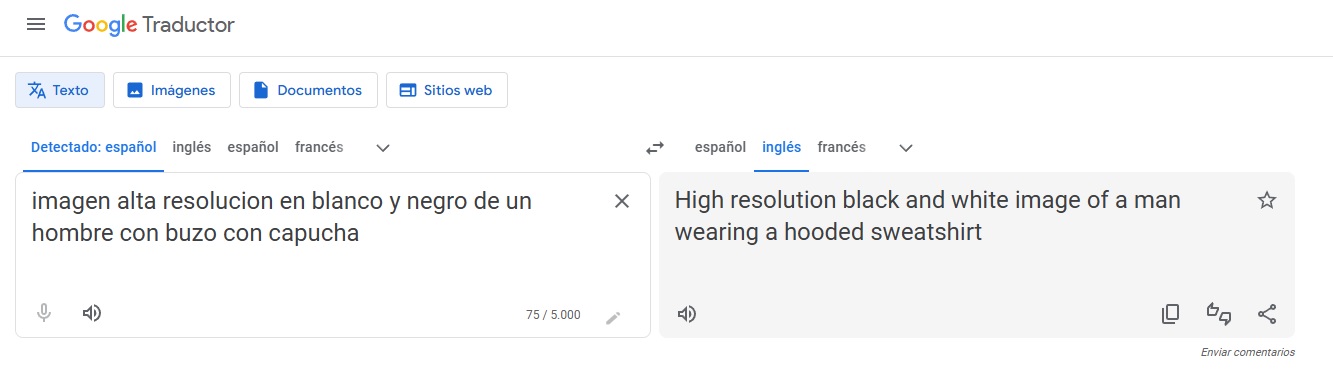 Google Traductor
Texto
Imágenes
Documentos
Sitios web
Detectado: español inglés español francés
español inglés francés
imagen alta resolucion en blanco y negro de un
hombre con buzo con capucha
75 / 5.000
High resolution black and white image of a man
wearing a hooded sweatshirt
Enviar comentarios